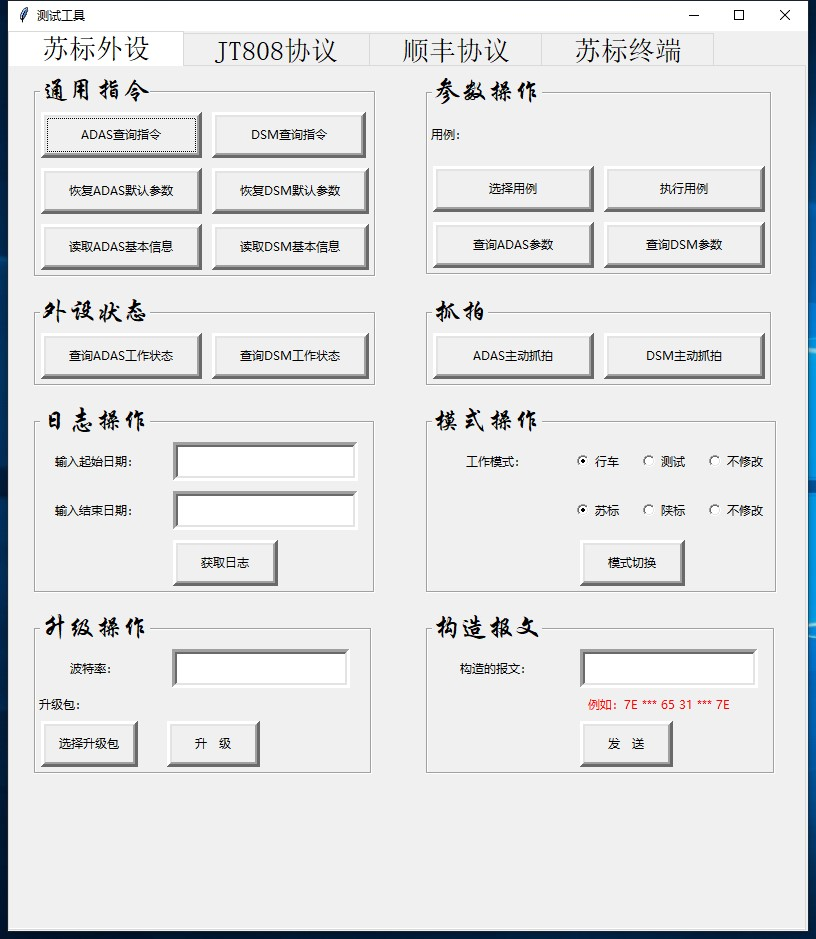 测试工具
苏标外设 JT808协议 顺丰协议 苏标终端
通用指令
ADAS查询指令 DSM查询指令
恢复ADAS默认参数 恢复DSM默认参数
读取ADAS基本信息 读取DSM基本信息
参数操作
用例:
选择用例 执行用例
查询ADAS参数 查询DSM参数
外设状态
查询ADAS工作状态 查询DSM工作状态
抓拍
ADAS主动抓拍 DSM主动抓拍
日志操作
输入起始日期:
输入结束日期:
获取日志
模式操作
工作模式: 行车 测试 不修改
苏标 陕标 不修改
模式切换
升级操作
波特率:
升级包:
选择升级包 升 级
构造报文
构造的报文:
例如: 7E *** 65 31 *** 7E
发 送